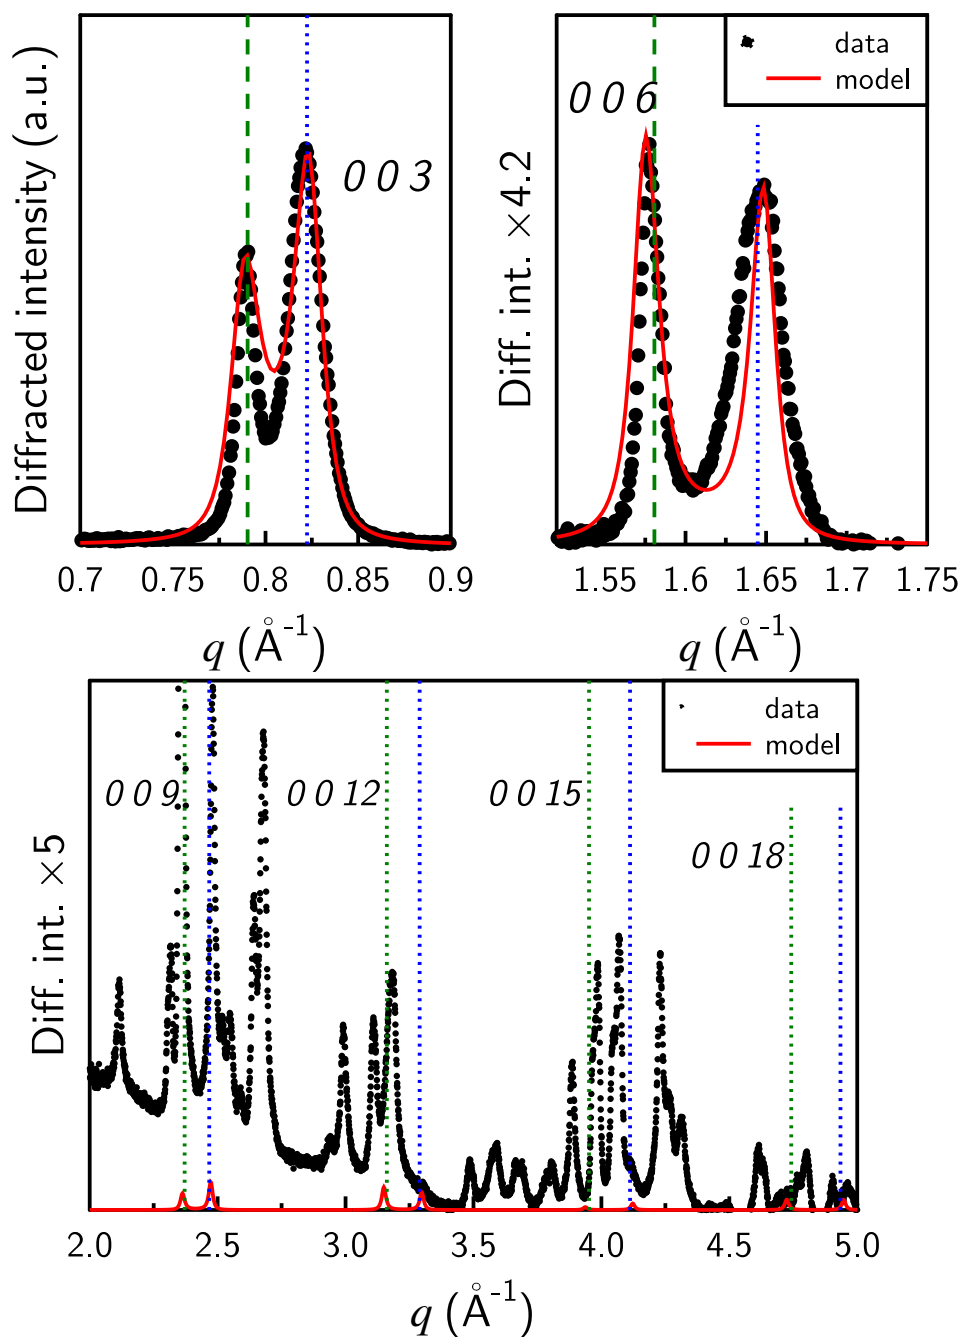 Diffracted intensity (a.u.)
0 0 3
0.7 0.75 0.8 0.85 0.9
q (Å-1)
Diff. int. ×4.2
0 0 6
data
model
1.55 1.6 1.65 1.7 1.75
q (Å-1)
Diff. int. ×5
data
model
0 0 9
0 0 12
0 0 15
0 0 18
2.0 2.5 3.0 3.5 4.0 4.5 5.0
q (Å-1)